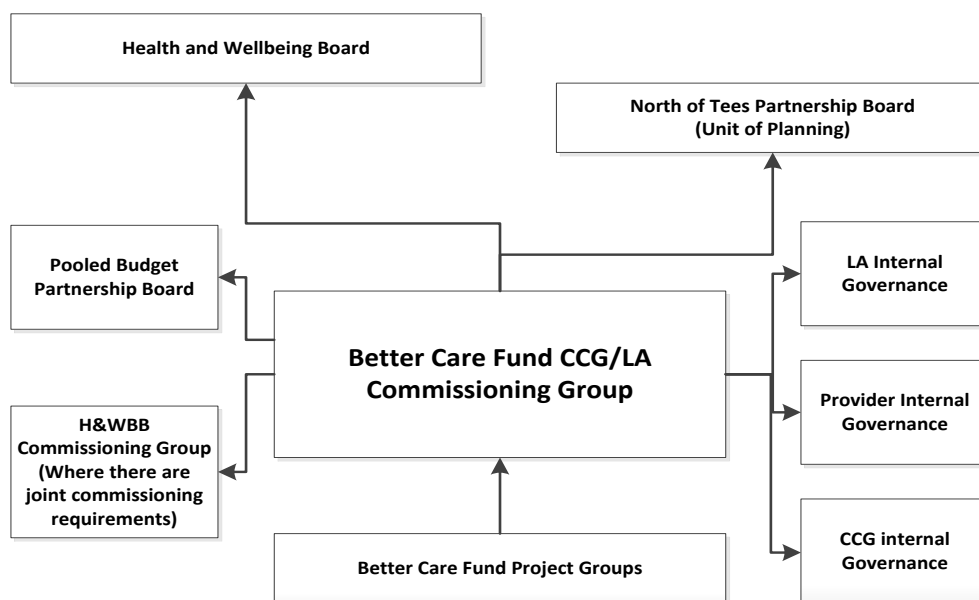 Health and Wellbeing Board
North of Tees Partnership Board
(Unit of Planning)
Pooled Budget
Partnership Board
LA Internal
Governance
Better Care Fund CCG/LA
Commissioning Group
Provider Internal
Governance
H&WBB
Commissioning Group
(Where there are
joint commissioning
requirements)
CCG internal
Governance
Better Care Fund Project Groups